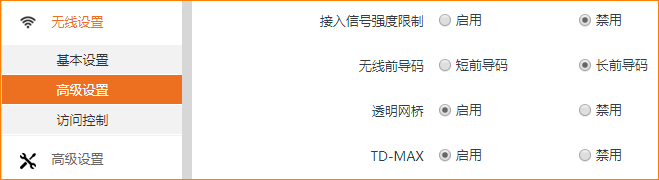 无线设置
基本设置
高级设置
访问控制
高级设置
接入信号强度限制 启用 禁用
无线前导码 短前导码 长前导码
透明网桥 启用 禁用
TD-MAX 启用 禁用